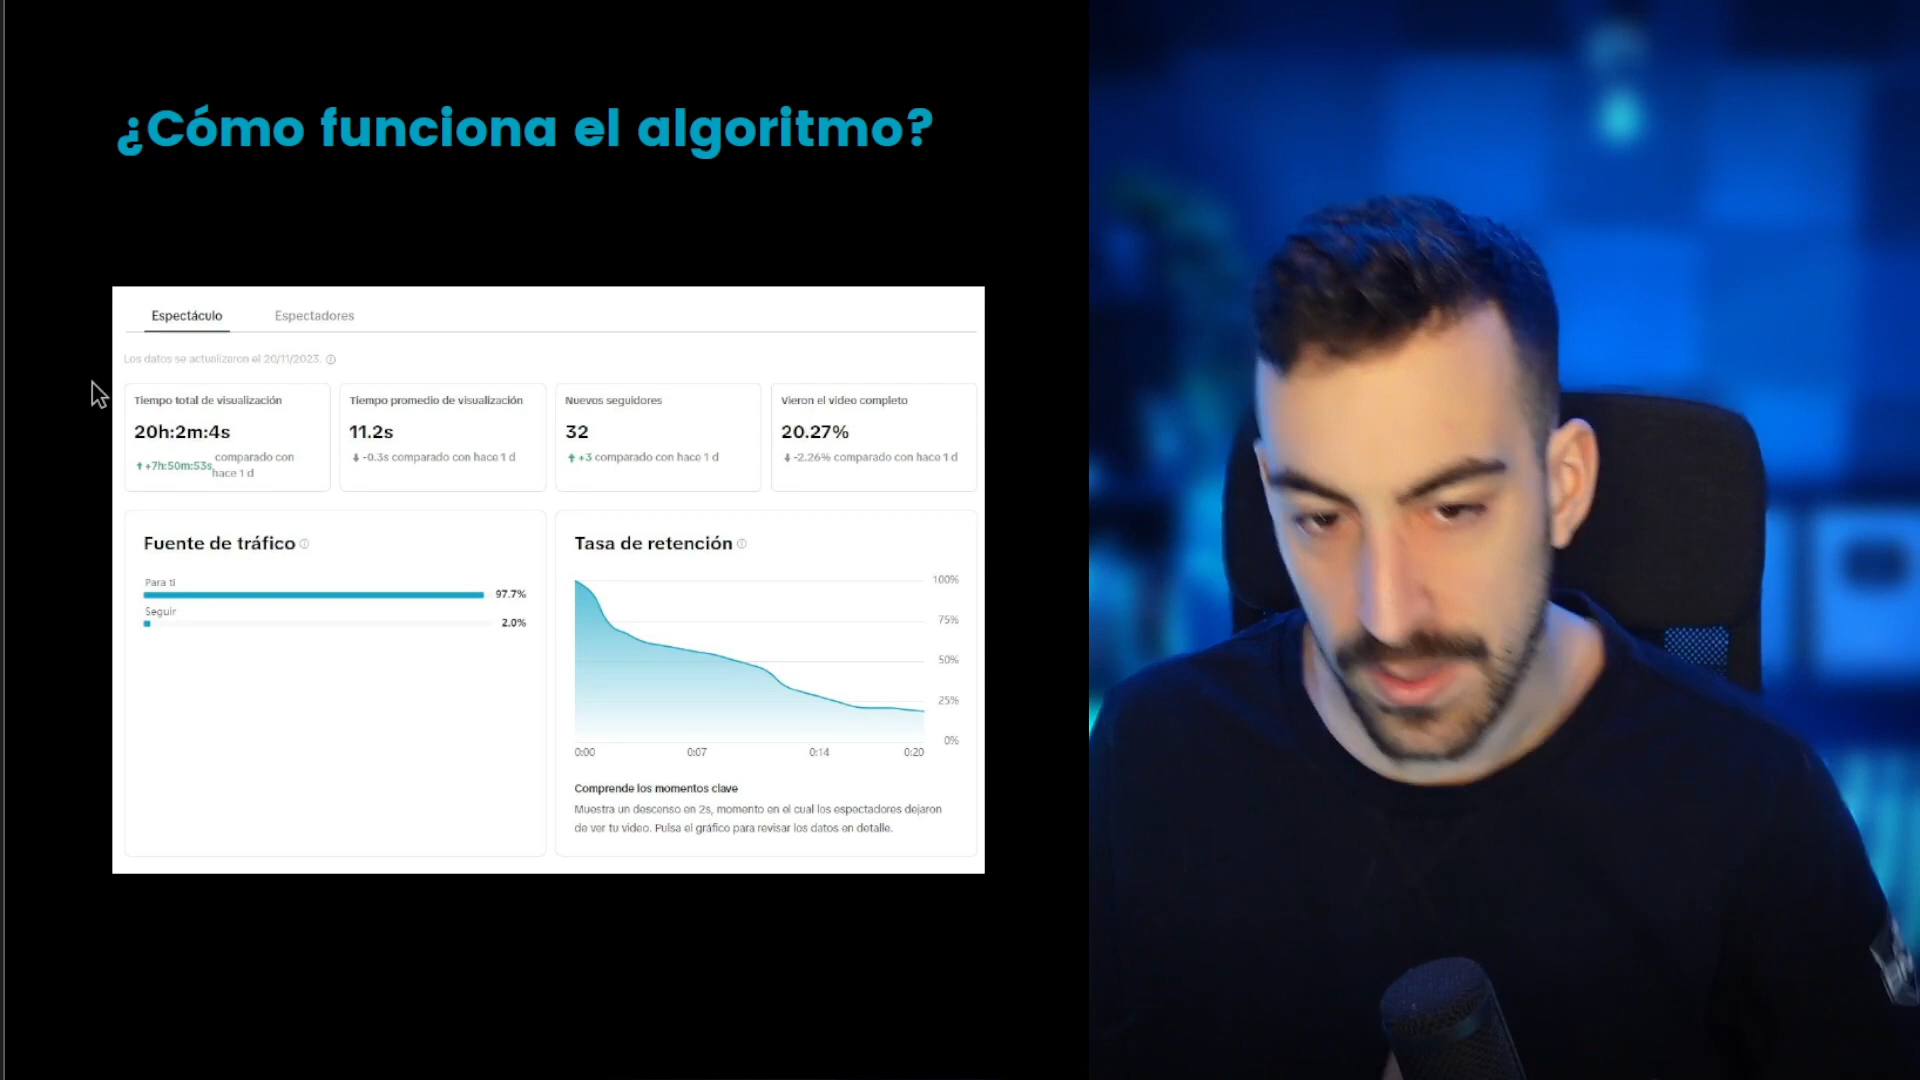 ¿Cómo funciona el algoritmo?
Espectáculo
Espectadores
Los datos se actualizaron el 20/11/2023.
Tiempo total de visualización
20h:2m:4s
+7h:50m:53s comparado con
hace 1 d
Tiempo promedio de visualización
11.2s
-0.3s comparado con hace 1 d
Nuevos seguidores
32
+3 comparado con hace 1 d
Vieron el video completo
20.27%
-2.26% comparado con hace 1 d
Fuente de tráfico
Para ti
97.7%
Seguir
2.0%
Tasa de retención
100%
75%
50%
25%
0%
0:00 0:07 0:14 0:20
Comprende los momentos clave
Muestra un descenso en 2s, momento en el cual los espectadores dejaron
de ver tu video. Pulsa el gráfico para revisar los datos en detalle.